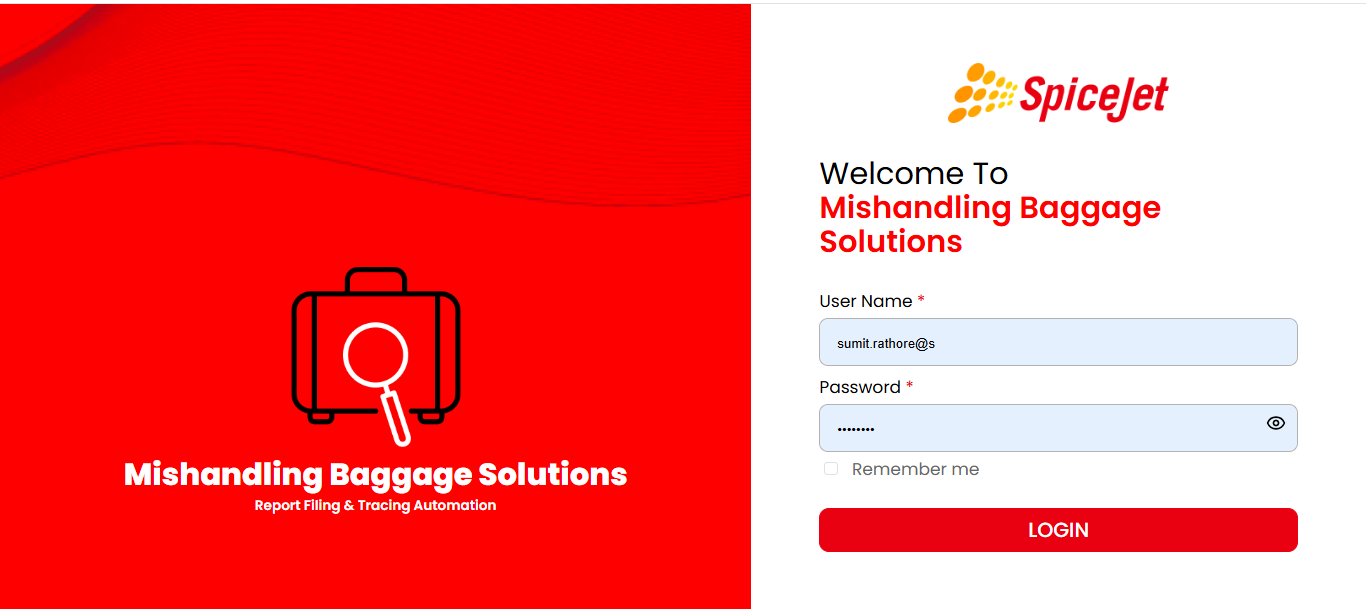 Mishandling Baggage Solutions
Report Filing & Tracing Automation
SpiceJet
Welcome To
Mishandling Baggage
Solutions
User Name *
sumit.rathore@s
Password *
••••••••
Remember me
LOGIN